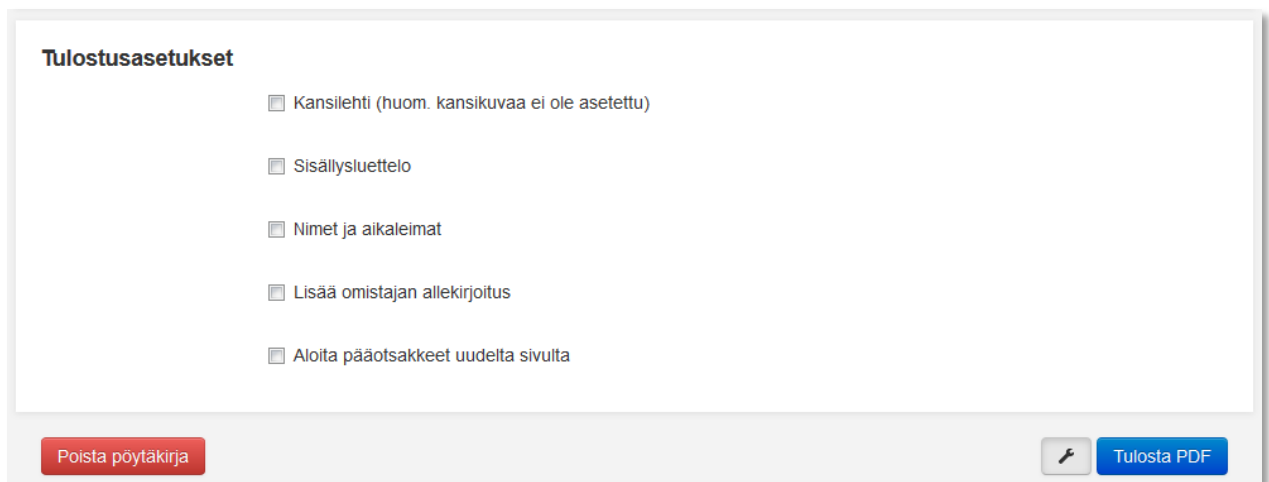 Tulostusasetukset
Kansilehti (huom. kansikuvaa ei ole asetettu)
Sisällysluettelo
Nimet ja aikaleimat
Lisää omistajan allekirjoitus
Aloita pääotsakkeet uudelta sivulta
Poista pöytäkirja
Tulosta PDF